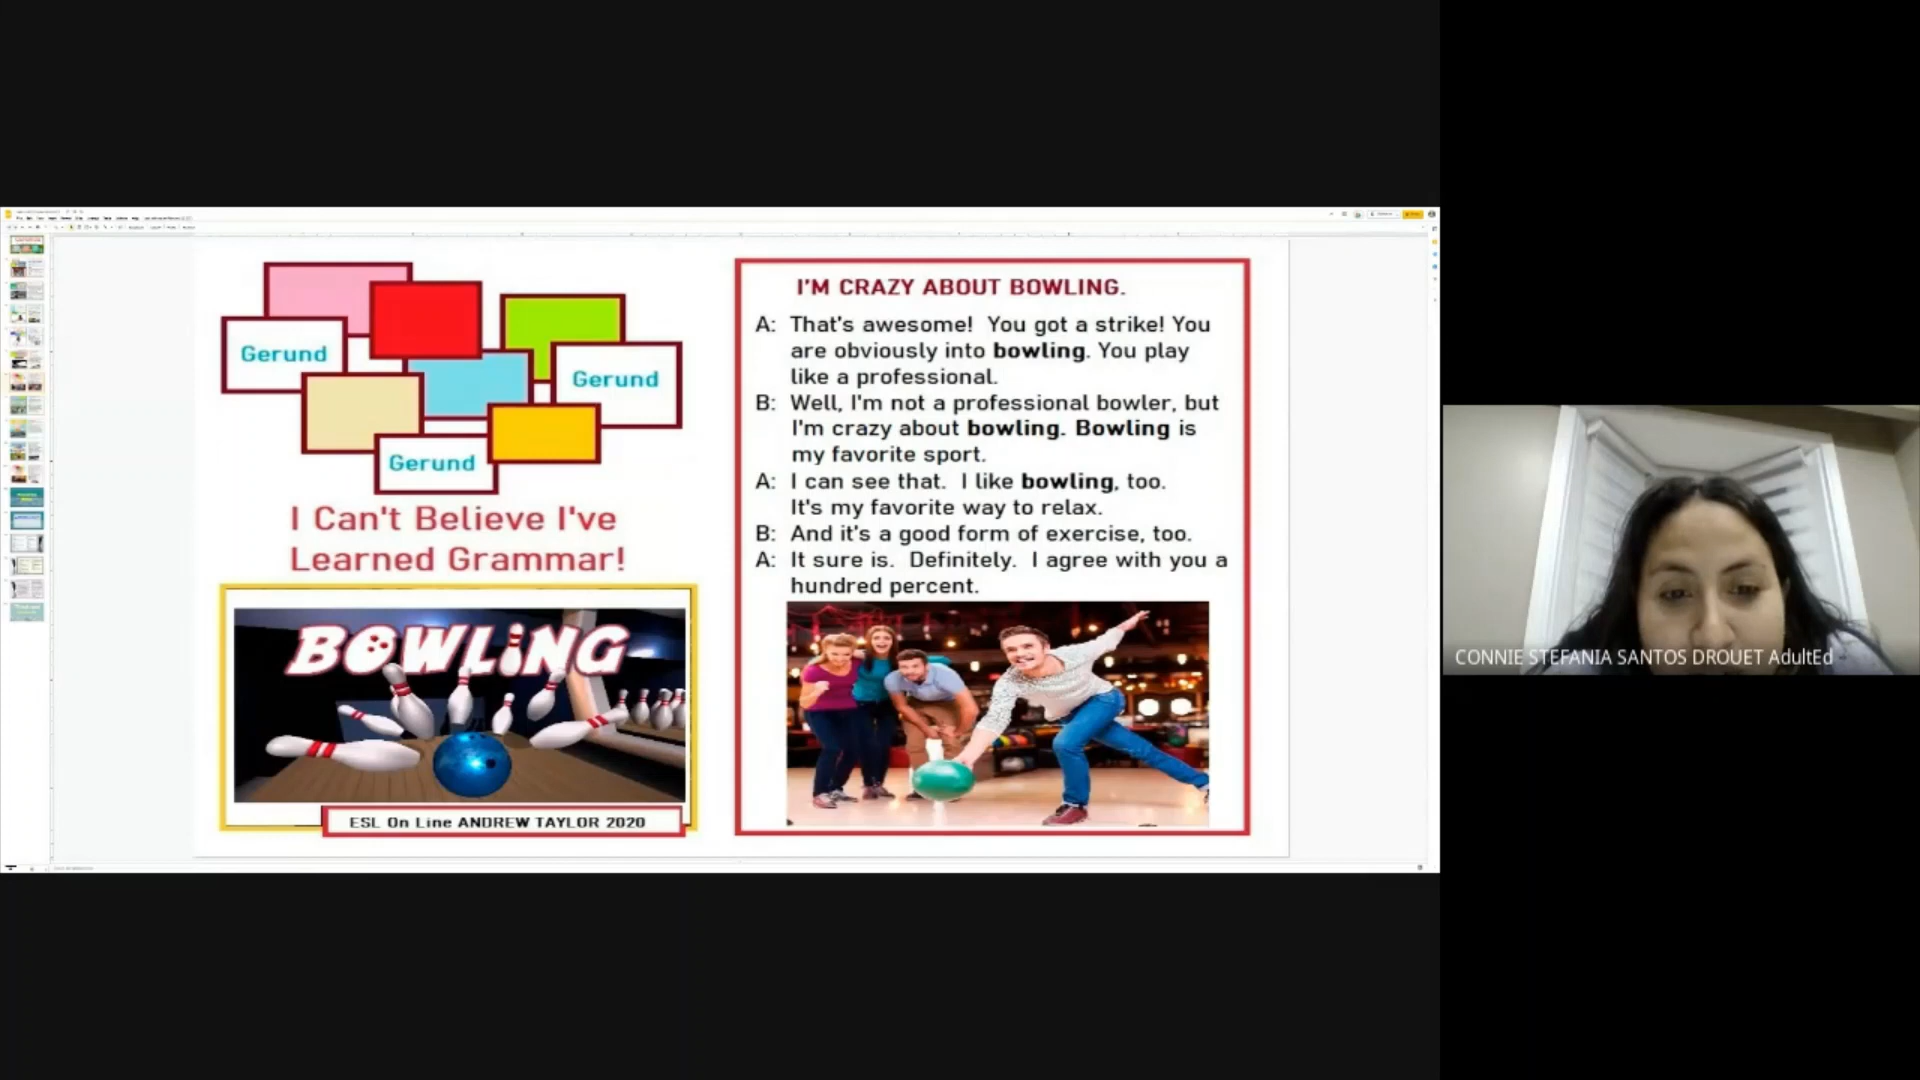 Gerund
Gerund
Gerund
I Can't Believe I've
Learned Grammar!
BOWLING
ESL On Line ANDREW TAYLOR 2020
I'M CRAZY ABOUT BOWLING.
A: That's awesome! You got a strike! You
are obviously into bowling. You play
like a professional.
B: Well, I'm not a professional bowler, but
I'm crazy about bowling. Bowling is
my favorite sport.
A: I can see that. I like bowling, too.
It's my favorite way to relax.
B: And it's a good form of exercise, too.
A: It sure is. Definitely. I agree with you a
hundred percent.
CONNIE STEFANIA SANTOS DROUET AdultEd